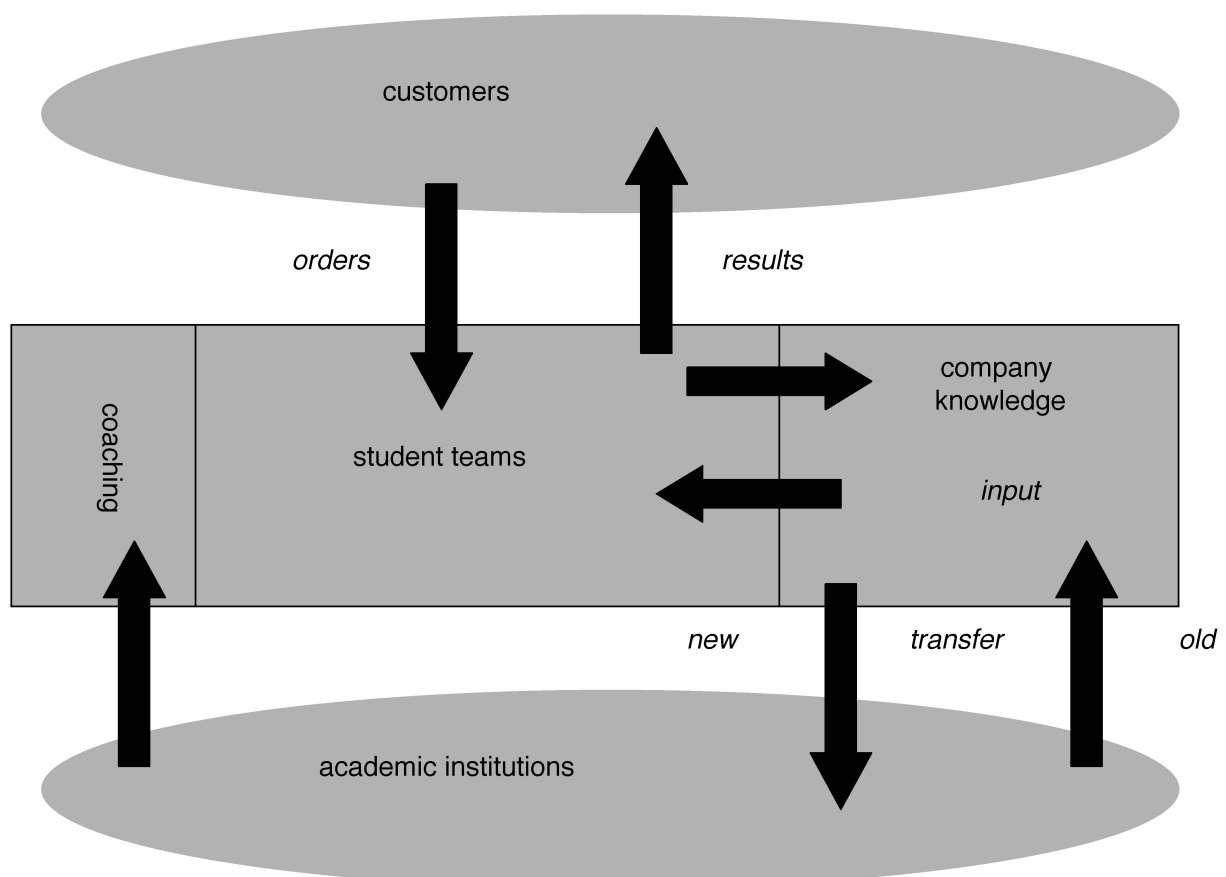 customers
orders
results
company
knowledge
coaching
student teams
input
new
transfer
old
academic institutions